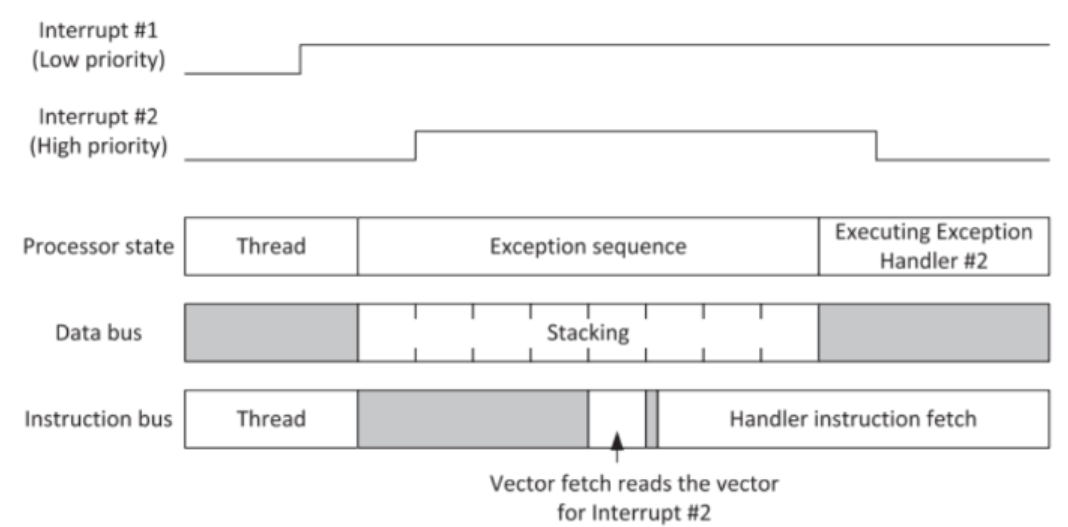 Interrupt #1
(Low priority)
Interrupt #2
(High priority)
Processor state
Thread
Exception sequence
Executing Exception
Handler #2
Data bus
Stacking
Instruction bus
Thread
Handler instruction fetch
Vector fetch reads the vector
for Interrupt #2